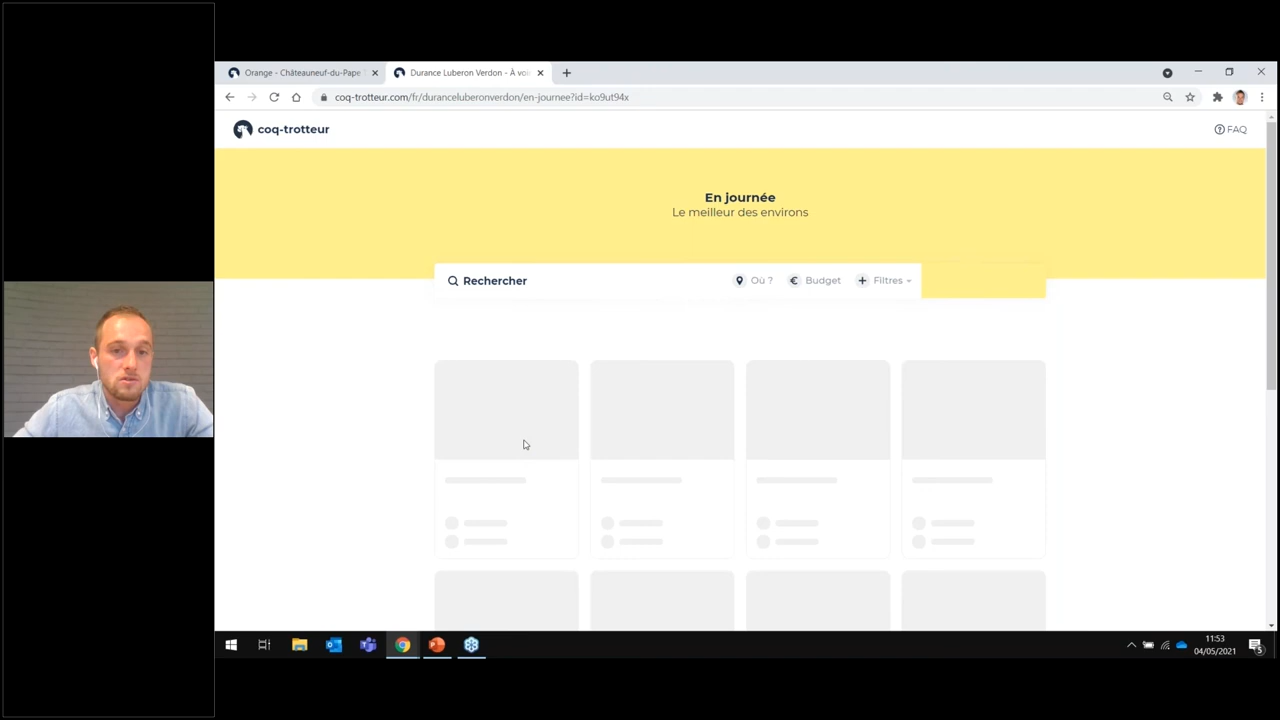 Orange - Châteauneuf-du-Pape
Durance Luberon Verdon - À voi
coq-trotteur.com/fr/duranceluberonverdon/en-journee?id=ko9ut94x
coq-trotteur
FAQ
En journée
Le meilleur des environs
Rechercher
Où ?
Budget
Filtres
11:53
04/05/2021
5